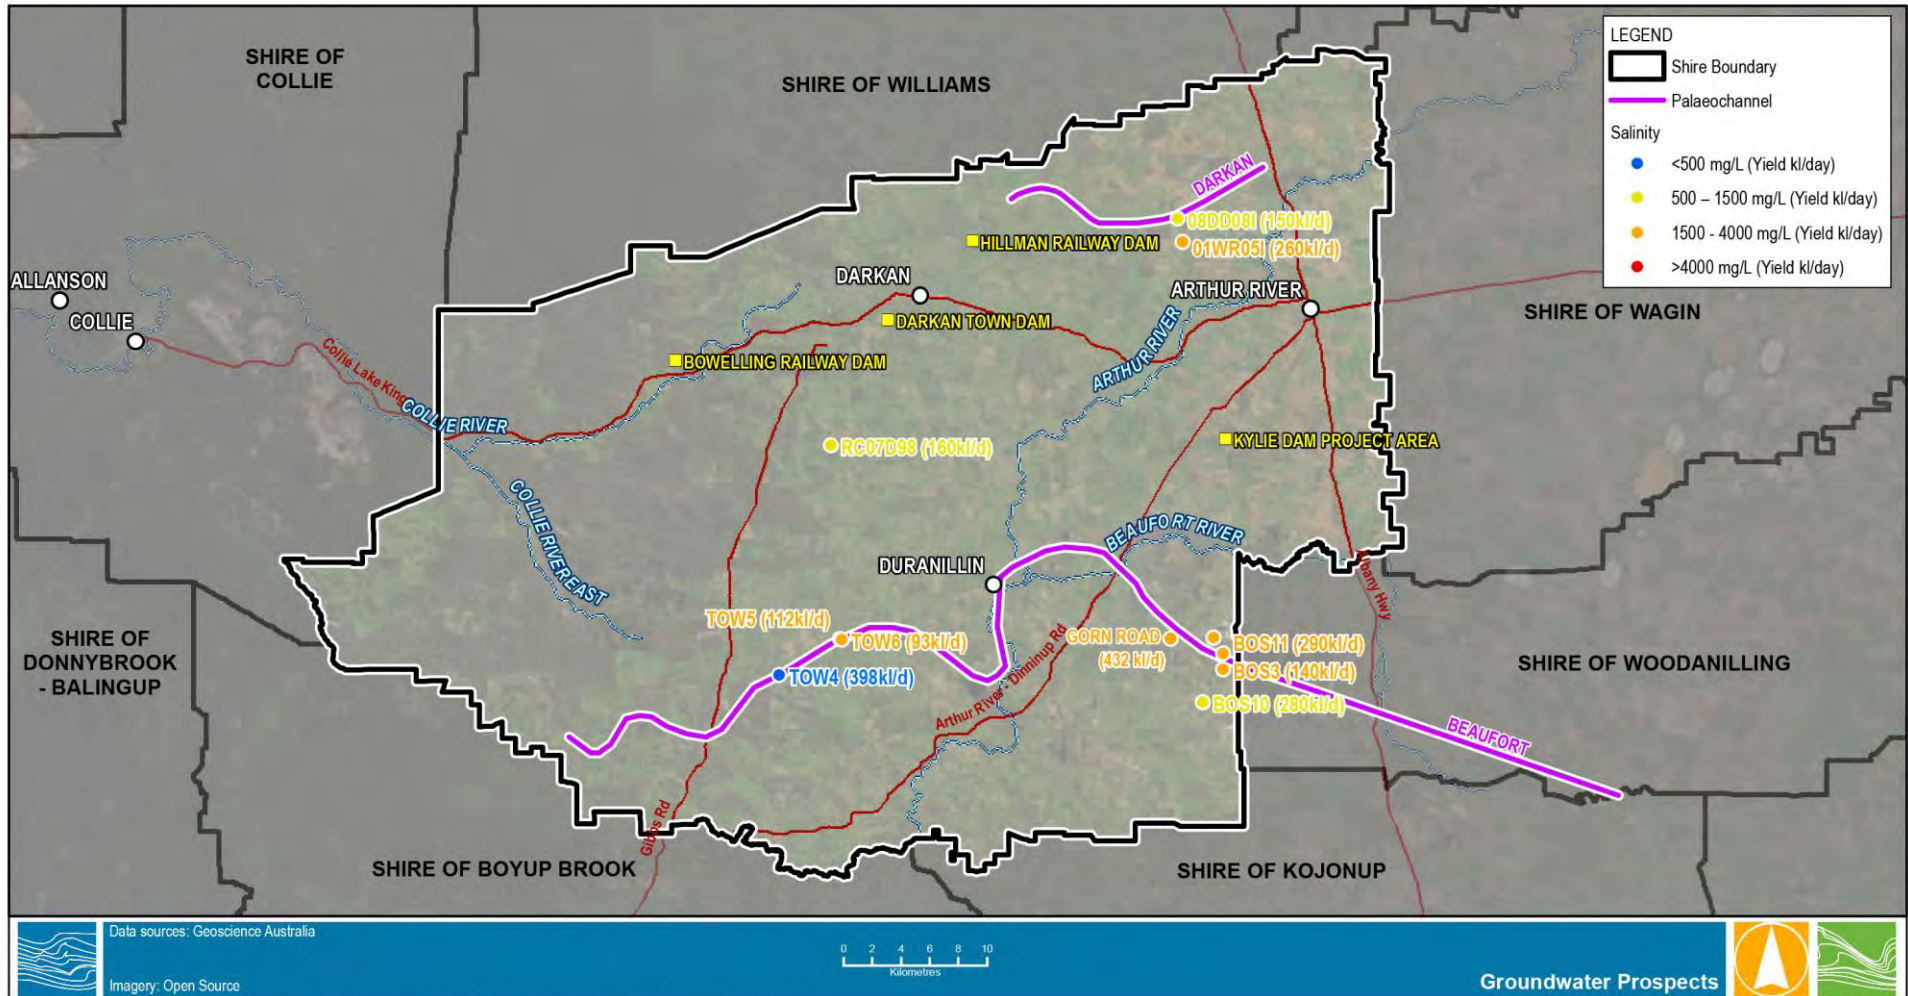 SHIRE OF
COLLIE
SHIRE OF WILLIAMS
LEGEND
Shire Boundary
Palaeochannel
Salinity
<500 mg/L (Yield kl/day)
500 – 1500 mg/L (Yield kl/day)
1500 - 4000 mg/L (Yield kl/day)
>4000 mg/L (Yield kl/day)
DARKAN
08DD08I (150kl/d)
HILLMAN RAILWAY DAM
01WR05I (260kl/d)
ALLANSON
COLLIE
DARKAN
ARTHUR RIVER
SHIRE OF WAGIN
DARKAN TOWN DAM
BOWELLING RAILWAY DAM
ARTHUR RIVER
Collie Lake King
COLLIE RIVER
RC07D98 (160kl/d)
KYLIE DAM PROJECT AREA
COLLIE RIVER EAST
BEAUFORT RIVER
DURANILLIN
Albany Hwy
TOW5 (112kl/d)
TOW6 (93kl/d)
GORN ROAD
(432 kl/d)
BOS11 (290kl/d)
BOS3 (140kl/d)
SHIRE OF
DONNYBROOK
- BALINGUP
SHIRE OF WOODANILLING
TOW4 (398kl/d)
Arthur River - Dinninup Rd
BOS10 (280kl/d)
BEAUFORT
Gibbs Rd
SHIRE OF BOYUP BROOK
SHIRE OF KOJONUP
Data sources: Geoscience Australia
Imagery: Open Source
0 2 4 6 8 10
Kilometres
Groundwater Prospects